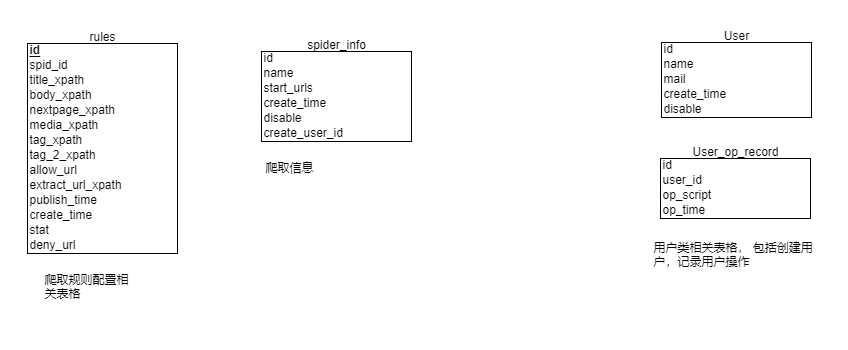 rules
id
spid_id
title_xpath
body_xpath
nextpage_xpath
media_xpath
tag_xpath
tag_2_xpath
allow_url
extract_url_xpath
publish_time
create_time
stat
deny_url
爬取规则配置相
关表格
spider_info
id
name
start_urls
create_time
disable
create_user_id
爬取信息
User
id
name
mail
create_time
disable
User_op_record
id
user_id
op_script
op_time
用户类相关表格，包括创建用
户，记录用户操作